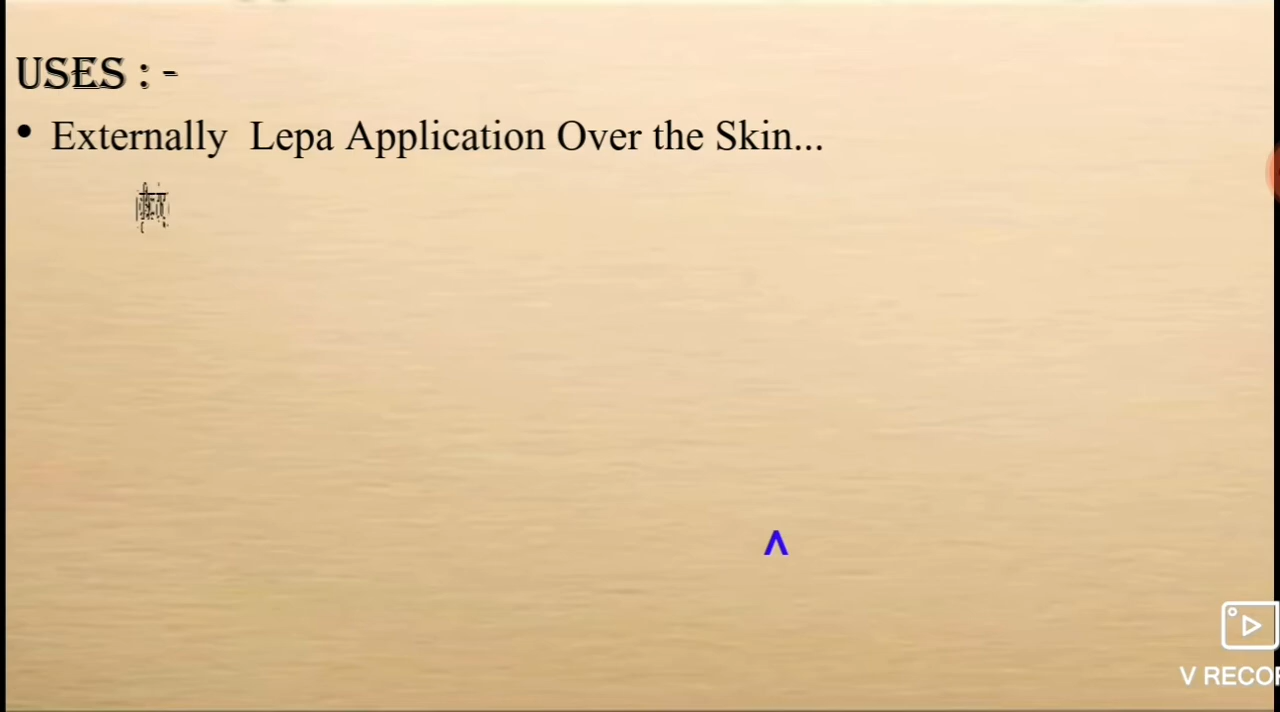 USES : -
• Externally Lepa Application Over the Skin...
^
V RECOR